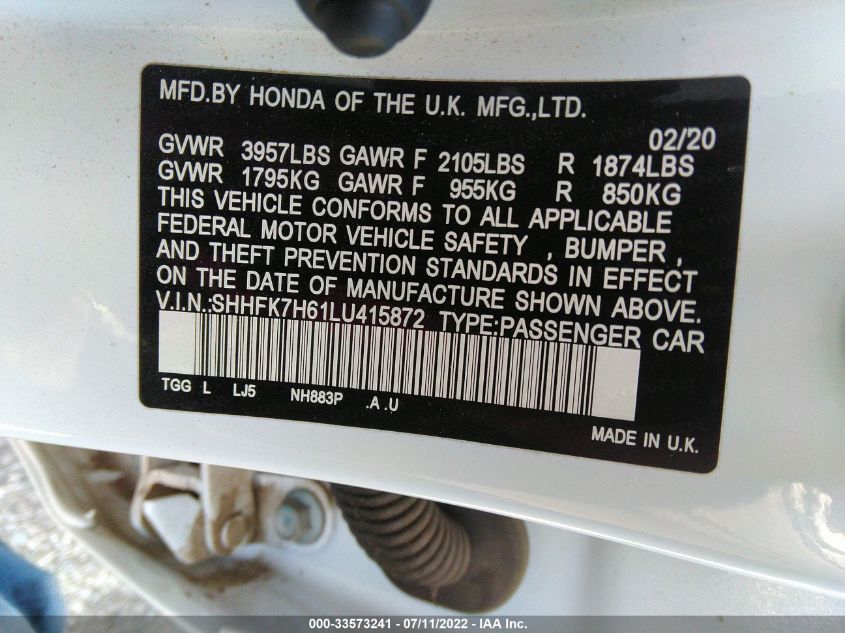 MFD.BY HONDA OF THE U.K. MFG.,LTD.
02/20
GVWR 3957LBS GAWR F 2105LBS R 1874LBS
GVWR 1795KG GAWR F 955KG R 850KG
THIS VEHICLE CONFORMS TO ALL APPLICABLE
FEDERAL MOTOR VEHICLE SAFETY , BUMPER ,
AND THEFT PREVENTION STANDARDS IN EFFECT
ON THE DATE OF MANUFACTURE SHOWN ABOVE.
V.I.N.:SHHFK7H61LU415872 TYPE:PASSENGER CAR
TGG L LJ5 NH883P .A .U
MADE IN U.K.
000-33573241 - 07/11/2022 - IAA Inc.